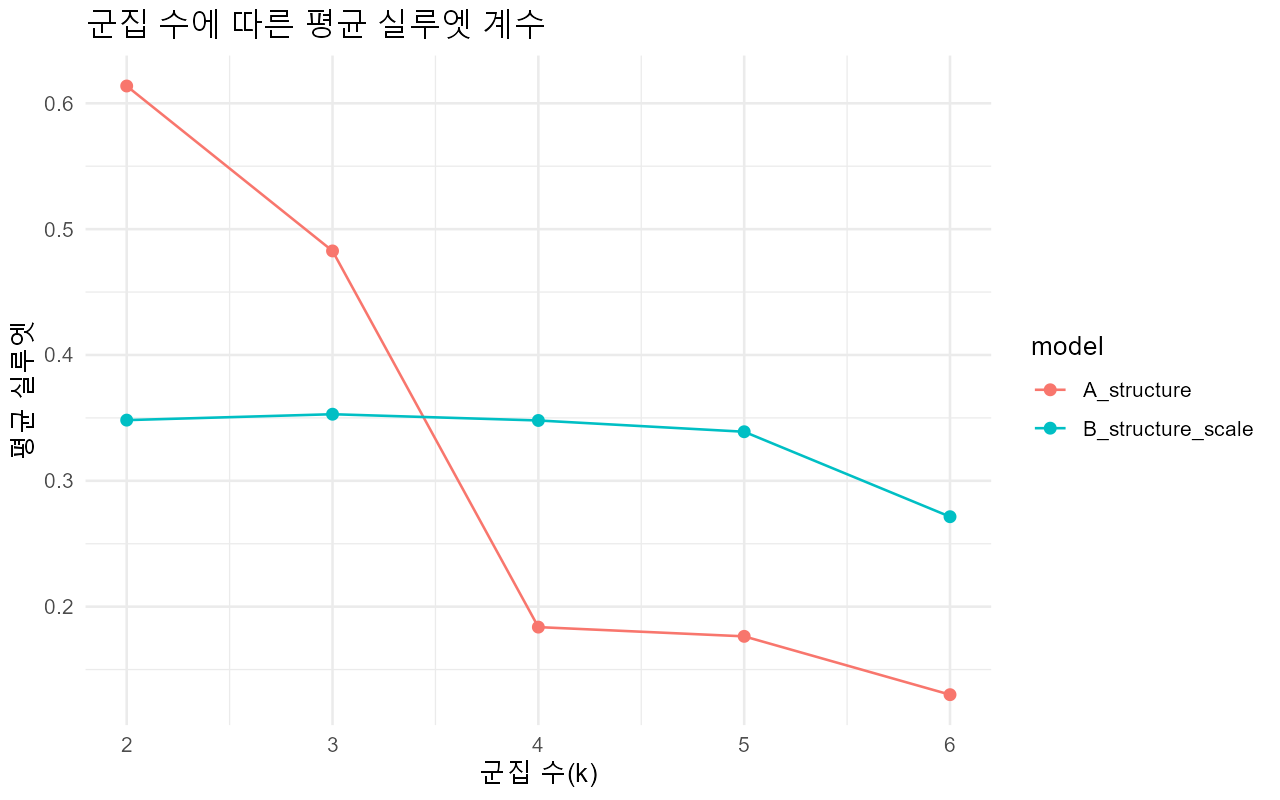 군집 수에 따른 평균 실루엣 계수
평균 실루엣
0.6
0.5
0.4
0.3
0.2
2 3 4 5 6
군집 수(k)
model
A_structure
B_structure_scale